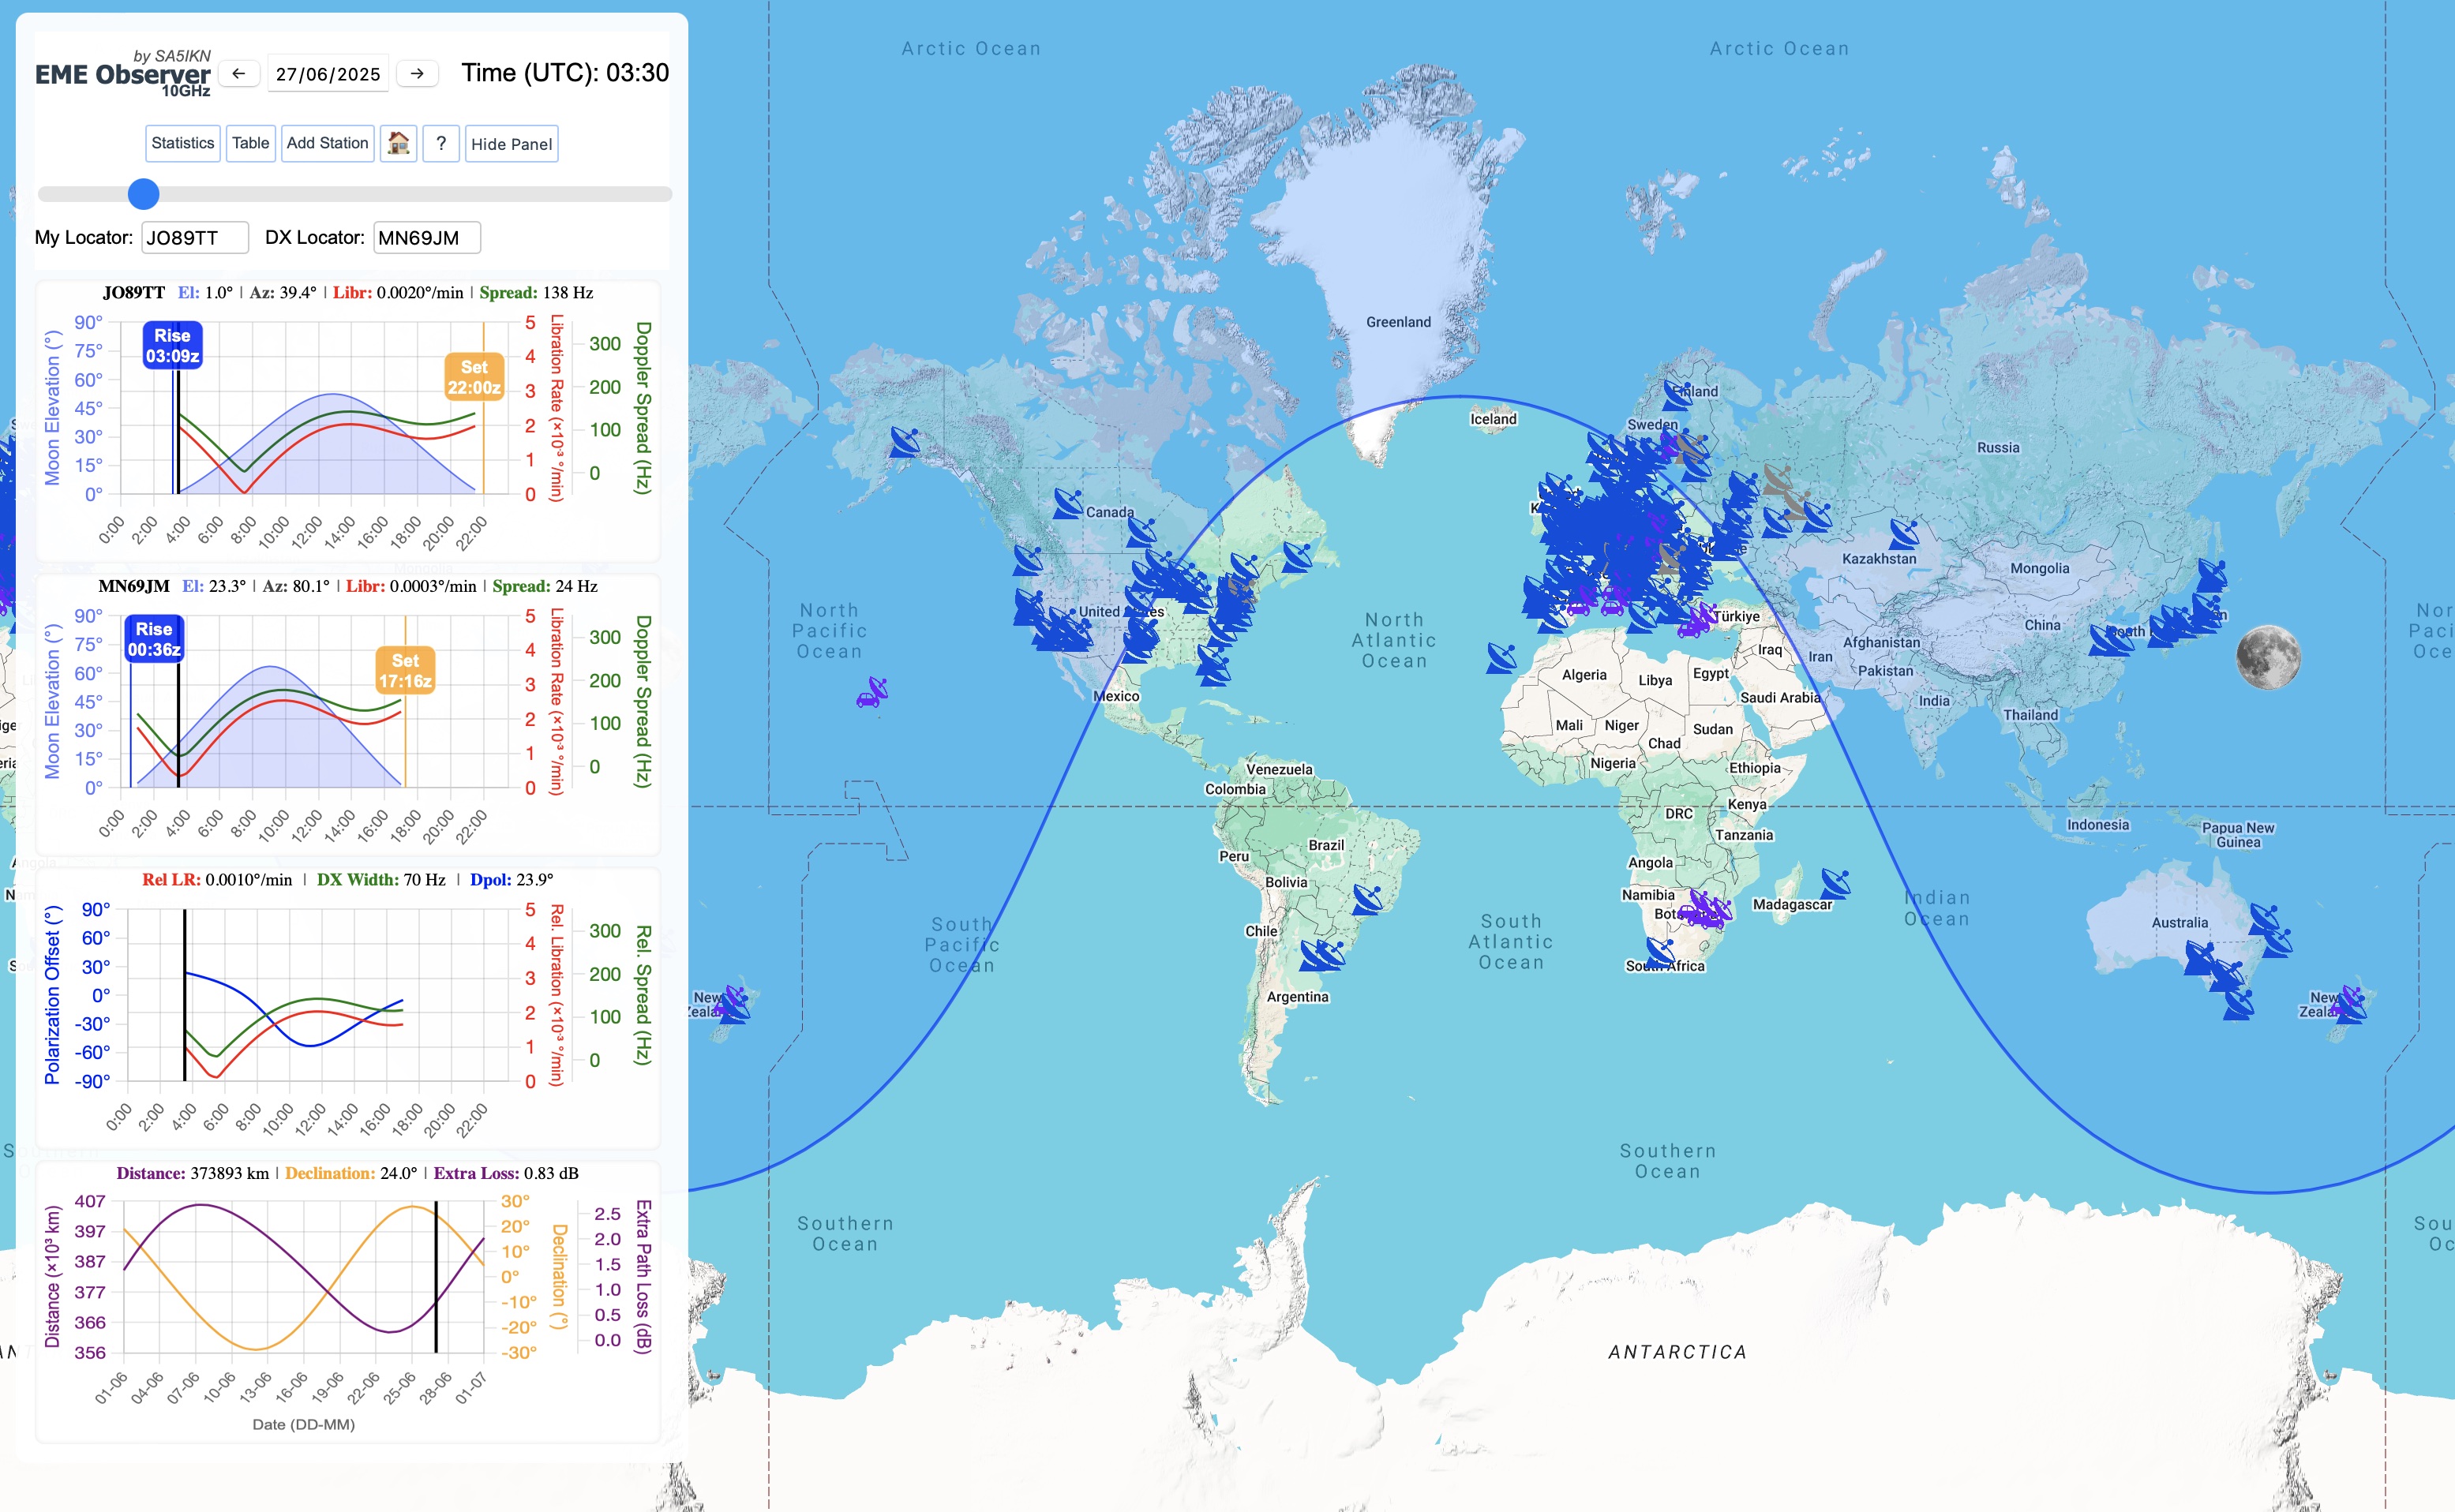 by SA5IKN
EME Observer
10GHz
←
27/06/2025
→
Time (UTC): 03:30
Statistics
Table
Add Station
?
Hide Panel
My Locator: JO89TT
DX Locator: MN69JM
JO89TT El: 1.0° | Az: 39.4° | Libr: 0.0020°/min | Spread: 138 Hz
Rise
03:09z
Set
22:00z
Moon Elevation (°)
90°
75°
60°
45°
30°
15°
0°
5
4
3
2
1
0
Libration Rate (×10⁻³ °/min)
300
200
100
0
Doppler Spread (Hz)
0:00 2:00 4:00 6:00 8:00 10:00 12:00 14:00 16:00 18:00 20:00 22:00
MN69JM El: 23.3° | Az: 80.1° | Libr: 0.0003°/min | Spread: 24 Hz
Rise
00:36z
Set
17:16z
Moon Elevation (°)
90°
75°
60°
45°
30°
15°
0°
5
4
3
2
1
0
Libration Rate (×10⁻³ °/min)
300
200
100
0
Doppler Spread (Hz)
0:00 2:00 4:00 6:00 8:00 10:00 12:00 14:00 16:00 18:00 20:00 22:00
Rel LR: 0.0010°/min | DX Width: 70 Hz | Dpol: 23.9°
Polarization Offset (°)
90°
60°
30°
0°
-30°
-60°
-90°
5
4
3
2
1
0
Rel. Libration (×10⁻³ °/min)
300
200
100
0
Rel. Spread (Hz)
0:00 2:00 4:00 6:00 8:00 10:00 12:00 14:00 16:00 18:00 20:00 22:00
Distance: 373893 km | Declination: 24.0° | Extra Loss: 0.83 dB
Distance (×10³ km)
407
397
387
377
366
356
30°
20°
10°
0°
-10°
-20°
-30°
Declination (°)
2.5
2.0
1.5
1.0
0.5
0.0
Extra Path Loss (dB)
01-06 04-06 07-06 10-06 13-06 16-06 19-06 22-06 25-06 28-06 01-07
Date (DD-MM)
Arctic Ocean
Arctic Ocean
Greenland
Iceland
Finland
Sweden
Russia
Canada
Kazakhstan
Mongolia
North
Pacific
Ocean
United States
North
Atlantic
Ocean
Türkiye
China
Afghanistan
Iraq
Iran
Pakistan
Algeria
Libya
Egypt
Saudi Arabia
India
Mexico
Mali
Niger
Sudan
Chad
Thailand
Nigeria
Ethiopia
Venezuela
Colombia
Kenya
DRC
Tanzania
Indonesia
Papua New
Guinea
Brazil
Peru
Angola
Bolivia
Namibia
Madagascar
Indian
Ocean
Australia
South
Pacific
Ocean
South
Atlantic
Ocean
Chile
South Africa
Argentina
New
New
Southern
Ocean
Southern
Ocean
ANTARCTICA